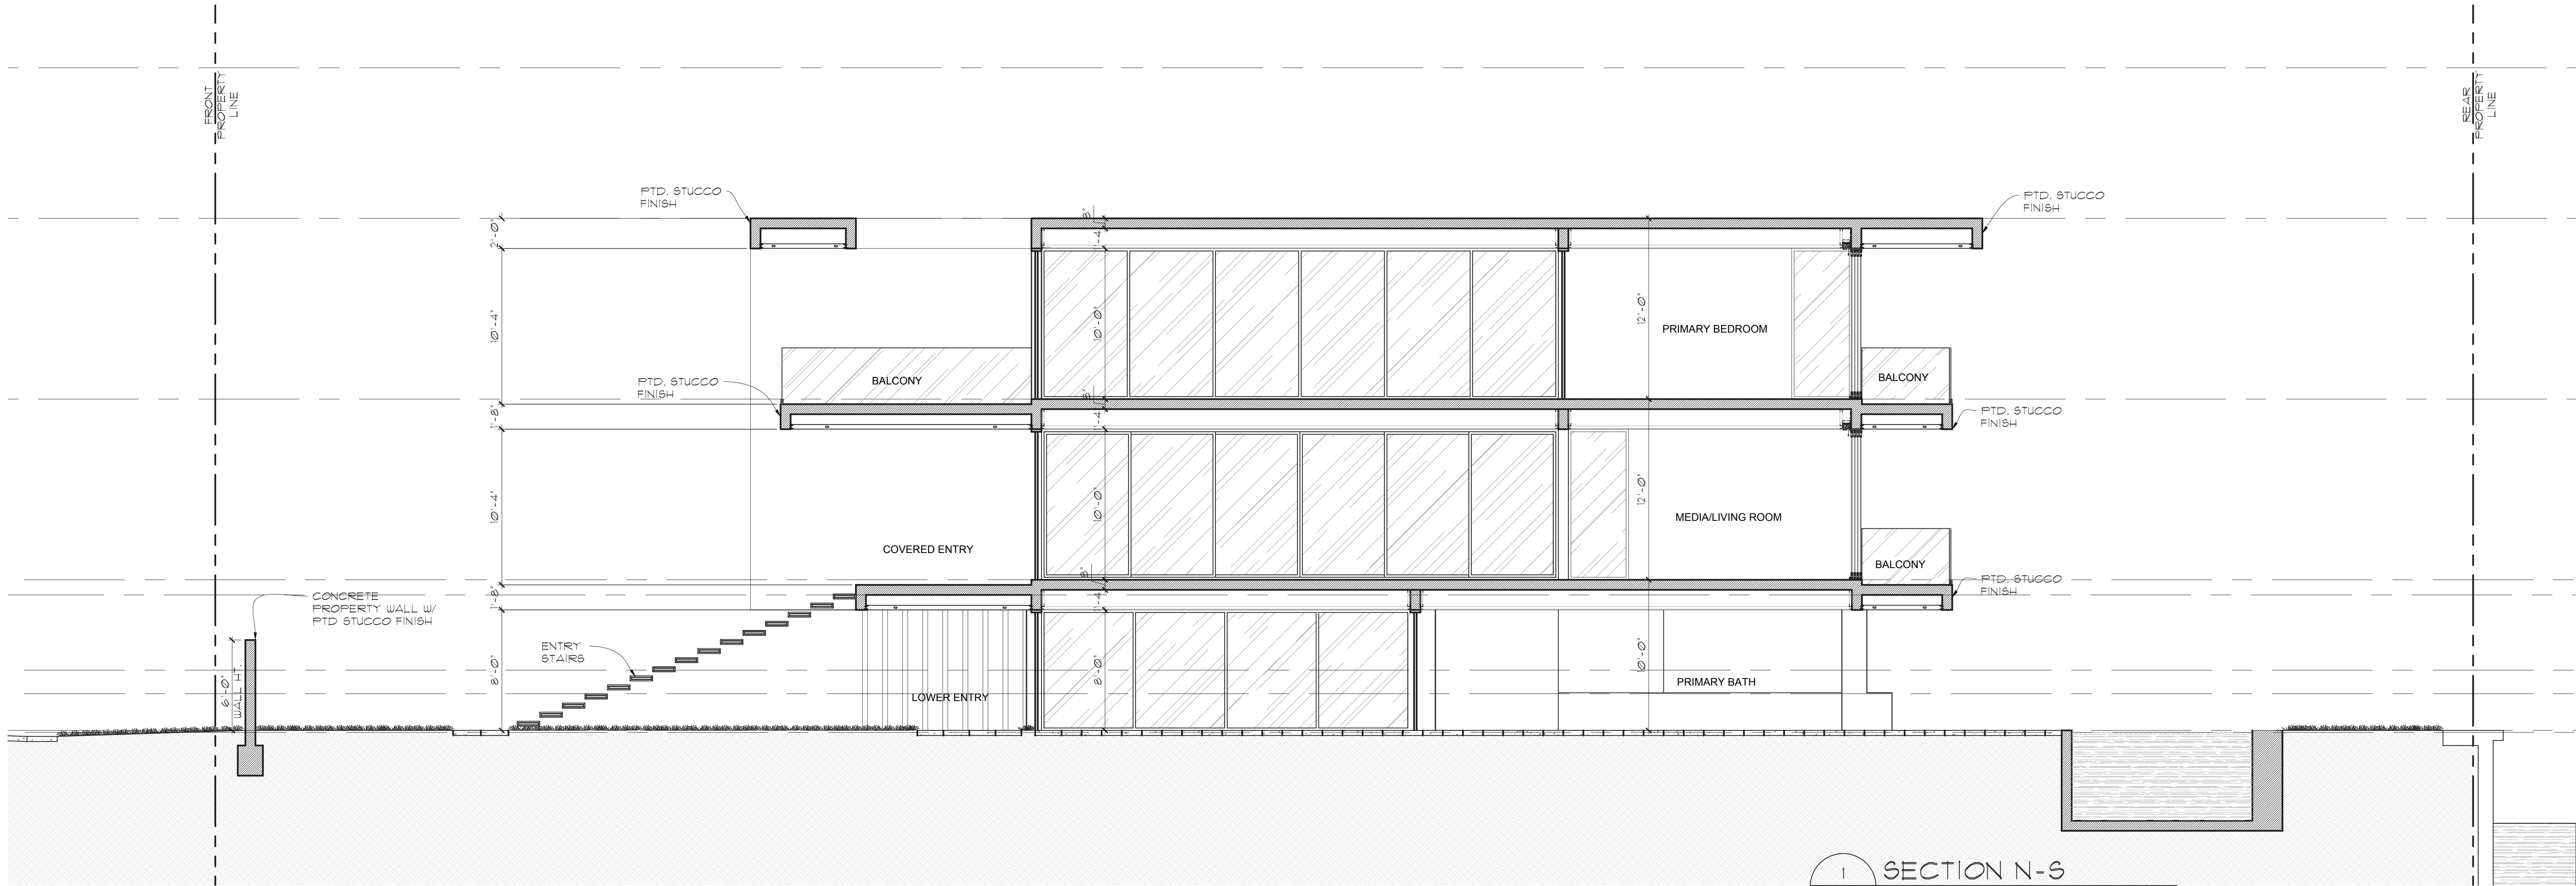 FRONT
PROPERTY
LINE
REAR
PROPERTY
LINE
PTD. STUCCO
FINISH
PTD. STUCCO
FINISH
2'-0"
8"
1'-4"
10'-4"
10'-0"
12'-0"
PRIMARY BEDROOM
BALCONY
BALCONY
PTD. STUCCO
FINISH
PTD. STUCCO
FINISH
1'-8"
8"
1'-4"
10'-4"
10'-0"
12'-0"
MEDIA/LIVING ROOM
COVERED ENTRY
BALCONY
PTD. STUCCO
FINISH
1'-8"
8"
1'-4"
CONCRETE
PROPERTY WALL W/
PTD STUCCO FINISH
ENTRY
STAIRS
6'-0"
WALL HT.
8'-0"
8'-0"
10'-0"
LOWER ENTRY
PRIMARY BATH
1
SECTION N-S